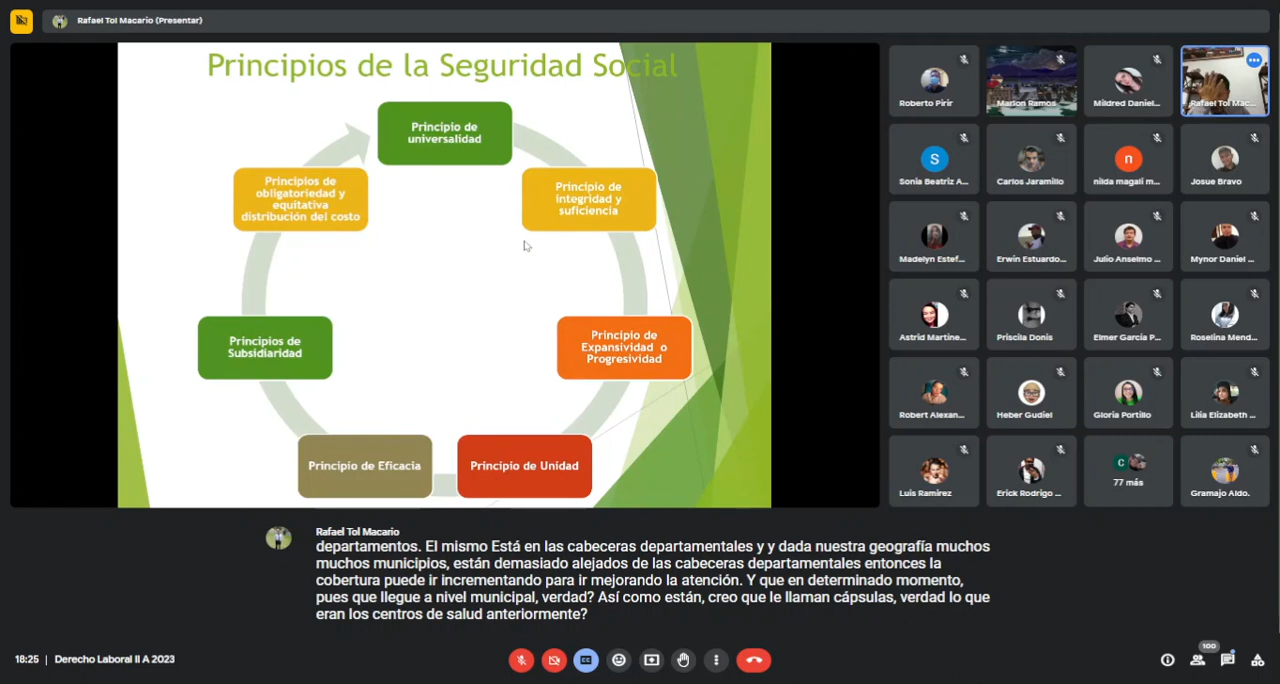 Rafael Tol Macario (Presentar)
Principios de la Seguridad Social
Principio de
universalidad
Principio de
integridad y
suficiencia
Principio de
Expansividad o
Progresividad
Principio de Unidad
Principio de Eficacia
Principios de
Subsidiaridad
Principios de
obligatoriedad y
equitativa
distribución del costo
Roberto Pirir
Marlon Ramos
Mildred Daniel...
Rafael Tol Mac...
S
Sonia Beatriz A...
Carlos Jaramillo
n
nilda magali m...
Josue Bravo
Madelyn Estef...
Erwin Estuardo...
Julio Anselmo ...
Mynor Daniel ...
Astrid Martine...
Priscila Donis
Elmer García P...
Roselina Mend...
Robert Alexan...
Heber Gudiel
Gloria Portillo
Lilia Elizabeth ...
Luis Ramírez
Erick Rodrigo ...
C
77 más
Gramajo Aldo.
Rafael Tol Macario
departamentos. El mismo Está en las cabeceras departamentales y y dada nuestra geografía muchos
muchos municipios, están demasiado alejados de las cabeceras departamentales entonces la
cobertura puede ir incrementando para ir mejorando la atención. Y que en determinado momento,
pues que llegue a nivel municipal, verdad? Así como están, creo que le llaman cápsulas, verdad lo que
eran los centros de salud anteriormente?
18:25 | Derecho Laboral II A 2023
CC
100